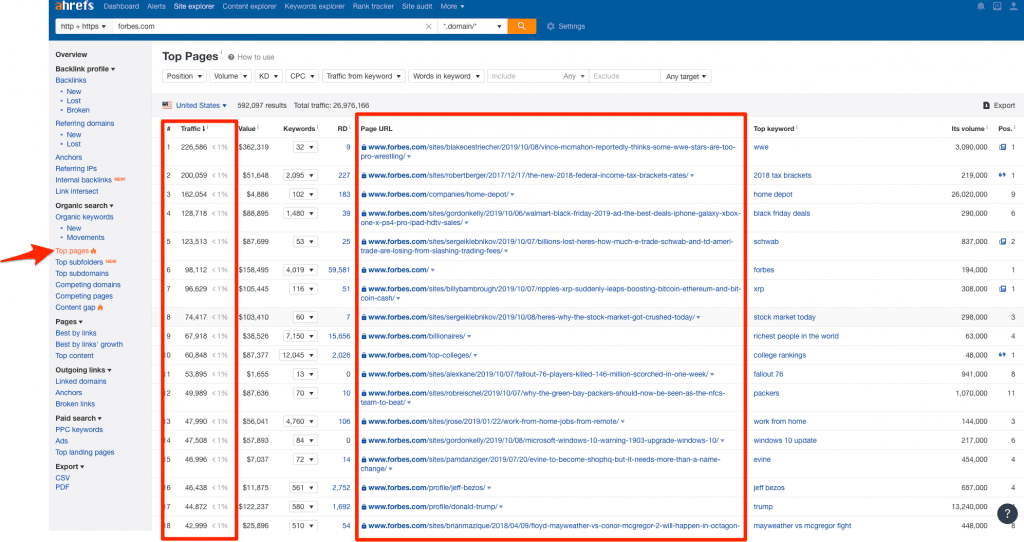 ahrefs Dashboard Alerts Site explorer Content explorer Keywords explorer Rank tracker Site audit More
http + https forbes.com *.domain/* Settings
Overview
Backlink profile
Backlinks
New
Lost
Broken
Referring domains
New
Lost
Anchors
Referring IPs
Internal backlinks NEW
Link intersect
Organic search
Organic keywords
New
Movements
Top pages
Top subfolders NEW
Top subdomains
Competing domains
Competing pages
Content gap
Pages
Best by links
Best by links' growth
Top content
Outgoing links
Linked domains
Anchors
Broken links
Paid search
PPC keywords
Ads
Top landing pages
Export
CSV
PDF
Top Pages i ? How to use
Position Volume KD CPC Traffic from keyword Words in keyword Include Any Exclude Any target
United States 592,097 results Total traffic: 26,976,166 Export
# Traffic Value Keywords RD Page URL Top keyword Its volume Pos.
1 226,586 <1% $362,319 32 9 www.forbes.com/sites/blakeoestriecher/2019/10/08/vince-mcmahon-reportedly-thinks-some-wwe-stars-are-too- wwe 3,090,000 1
pro-wrestling/
2 200,059 <1% $51,648 2,095 227 www.forbes.com/sites/robertberger/2017/12/17/the-new-2018-federal-income-tax-brackets-rates/ 2018 tax brackets 219,000 1
3 162,054 <1% $4,886 102 183 www.forbes.com/companies/home-depot/ home depot 26,020,000 9
4 128,718 <1% $88,895 1,480 39 www.forbes.com/sites/gordonkelly/2019/10/06/walmart-black-friday-2019-ad-the-best-deals-iphone-galaxy-xbox- black friday deals 290,000 6
one-x-ps4-pro-ipad-hdtv-sales/
5 123,513 <1% $87,699 53 25 www.forbes.com/sites/sergeiklebnikov/2019/10/07/billions-lost-heres-how-much-e-trade-schwab-and-td-ameri- schwab 837,000 2
trade-are-losing-from-slashing-trading-fees/
6 98,112 <1% $158,495 4,019 59,581 www.forbes.com/ forbes 194,000 1
7 96,629 <1% $105,445 116 51 www.forbes.com/sites/billybambrough/2019/10/07/ripples-xrp-suddenly-leaps-boosting-bitcoin-ethereum-and-bit- xrp 308,000 1
coin-cash/
8 74,417 <1% $103,410 60 7 www.forbes.com/sites/sergeiklebnikov/2019/10/08/heres-why-the-stock-market-got-crushed-today/ stock market today 298,000 3
9 67,918 <1% $38,526 7,150 15,656 www.forbes.com/billionaires/ richest people in the world 63,000 4
10 60,848 <1% $87,377 12,045 2,026 www.forbes.com/top-colleges/ college rankings 48,000 1
11 53,895 <1% $1,655 13 0 www.forbes.com/sites/alexkane/2019/10/07/fallout-76-players-killed-146-million-scorched-in-one-week/ fallout 76 941,000 8
12 49,989 <1% $87,636 70 10 www.forbes.com/sites/robreischel/2019/10/07/why-the-green-bay-packers-should-now-be-seen-as-the-nfcs- packers 1,070,000 11
team-to-beat/
13 47,990 <1% $56,041 4,760 106 www.forbes.com/sites/jrose/2019/01/22/work-from-home-jobs-from-remote/ work from home 144,000 3
14 47,508 <1% $57,893 84 0 www.forbes.com/sites/gordonkelly/2019/10/08/microsoft-windows-10-warning-1903-upgrade-windows-10/ windows 10 update 217,000 6
15 46,996 <1% $7,037 72 14 www.forbes.com/sites/pamdanziger/2019/07/20/evine-to-become-shophq-but-it-needs-more-than-a-name- evine 454,000 4
change/
16 46,438 <1% $11,875 561 2,752 www.forbes.com/profile/jeff-bezos/ jeff bezos 657,000 4
17 44,872 <1% $122,237 580 1,692 www.forbes.com/profile/donald-trump/ trump 13,240,000
18 42,999 <1% $25,896 510 54 www.forbes.com/sites/brianmazique/2018/04/09/floyd-mayweather-vs-conor-mcgregor-2-will-happen-in-octagon- mayweather vs mcgregor fight 448,000 8
?